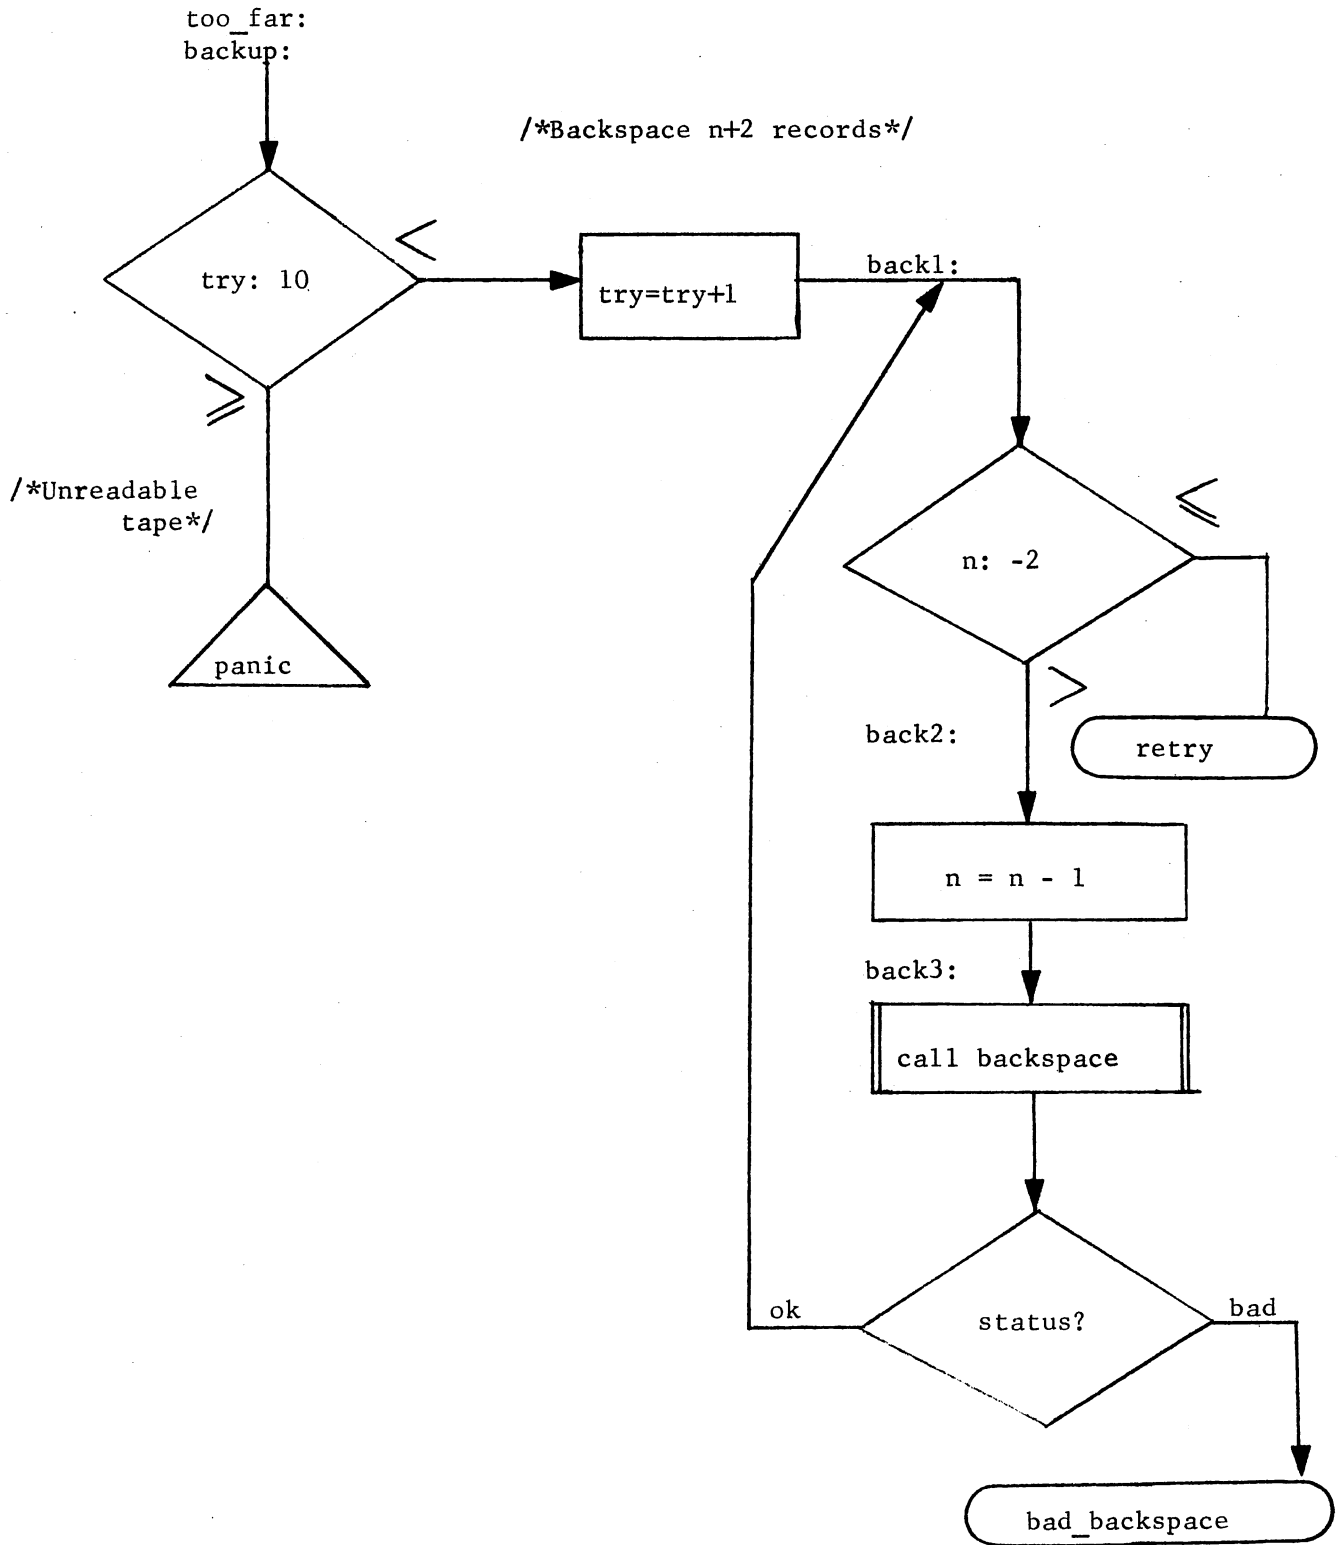 too_far:
backup:
/*Backspace n+2 records*/
<
try: 10
try=try+1
back1:
≥
/*Unreadable
tape*/
panic
≤
n: -2
>
back2:
retry
n = n - 1
back3:
call backspace
ok
status?
bad
bad_backspace